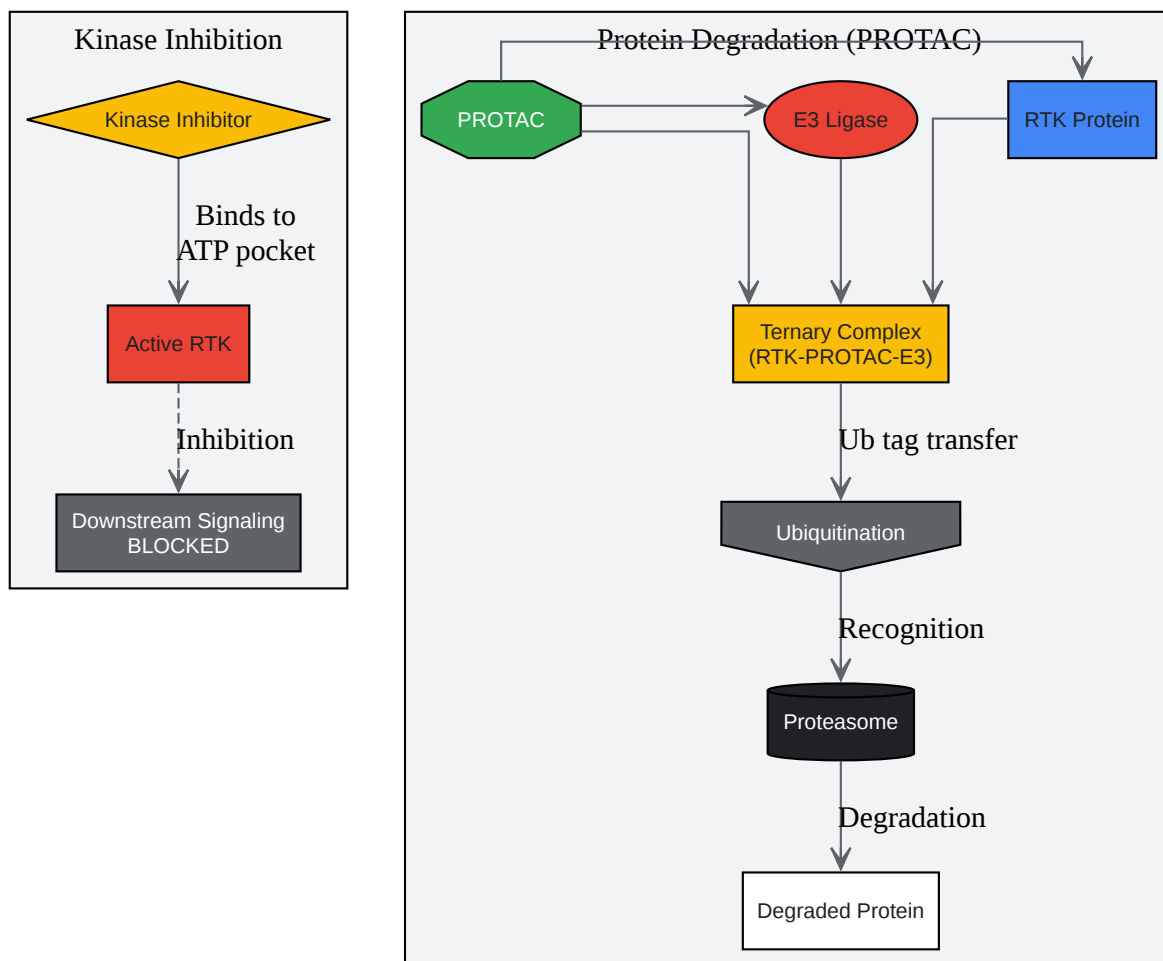 Kinase Inhibition
Kinase Inhibitor
Binds to
ATP pocket
Active RTK
Inhibition
Downstream Signaling
BLOCKED
Protein Degradation (PROTAC)
PROTAC
E3 Ligase
RTK Protein
Ternary Complex
(RTK-PROTAC-E3)
Ub tag transfer
Ubiquitination
Recognition
Proteasome
Degradation
Degraded Protein